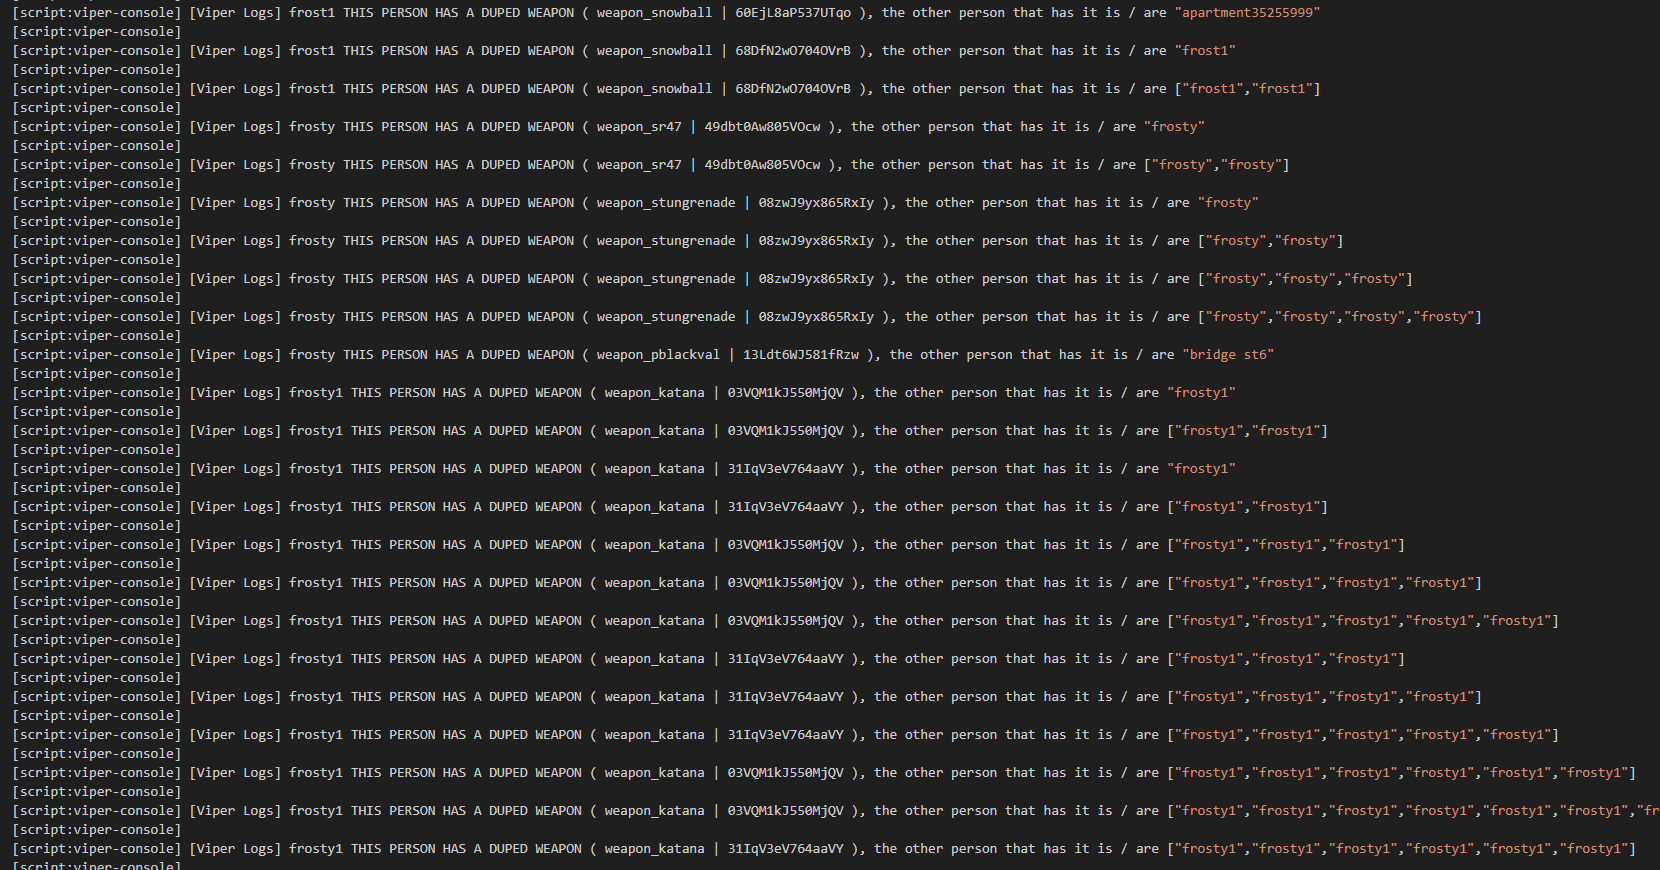 [script:viper-console] [Viper Logs] frost1 THIS PERSON HAS A DUPED WEAPON ( weapon_snowball | 60EjL8aP537UTqo ), the other person that has it is / are "apartment35255999"
[script:viper-console]
[script:viper-console] [Viper Logs] frost1 THIS PERSON HAS A DUPED WEAPON ( weapon_snowball | 68DfN2wO704OVrB ), the other person that has it is / are "frost1"
[script:viper-console]
[script:viper-console] [Viper Logs] frost1 THIS PERSON HAS A DUPED WEAPON ( weapon_snowball | 68DfN2wO704OVrB ), the other person that has it is / are ["frost1","frost1"]
[script:viper-console]
[script:viper-console] [Viper Logs] frosty THIS PERSON HAS A DUPED WEAPON ( weapon_sr47 | 49dbt0Aw805VOcw ), the other person that has it is / are "frosty"
[script:viper-console]
[script:viper-console] [Viper Logs] frosty THIS PERSON HAS A DUPED WEAPON ( weapon_sr47 | 49dbt0Aw805VOcw ), the other person that has it is / are ["frosty","frosty"]
[script:viper-console]
[script:viper-console] [Viper Logs] frosty THIS PERSON HAS A DUPED WEAPON ( weapon_stungrenade | 08zwJ9yx865RxIy ), the other person that has it is / are "frosty"
[script:viper-console]
[script:viper-console] [Viper Logs] frosty THIS PERSON HAS A DUPED WEAPON ( weapon_stungrenade | 08zwJ9yx865RxIy ), the other person that has it is / are ["frosty","frosty"]
[script:viper-console]
[script:viper-console] [Viper Logs] frosty THIS PERSON HAS A DUPED WEAPON ( weapon_stungrenade | 08zwJ9yx865RxIy ), the other person that has it is / are ["frosty","frosty","frosty"]
[script:viper-console]
[script:viper-console] [Viper Logs] frosty THIS PERSON HAS A DUPED WEAPON ( weapon_stungrenade | 08zwJ9yx865RxIy ), the other person that has it is / are ["frosty","frosty","frosty","frosty"]
[script:viper-console]
[script:viper-console] [Viper Logs] frosty THIS PERSON HAS A DUPED WEAPON ( weapon_pblackval | 13Ldt6WJ581fRzw ), the other person that has it is / are "bridge st6"
[script:viper-console]
[script:viper-console] [Viper Logs] frosty1 THIS PERSON HAS A DUPED WEAPON ( weapon_katana | 03VQM1kJ550MjQV ), the other person that has it is / are "frosty1"
[script:viper-console]
[script:viper-console] [Viper Logs] frosty1 THIS PERSON HAS A DUPED WEAPON ( weapon_katana | 03VQM1kJ550MjQV ), the other person that has it is / are ["frosty1","frosty1"]
[script:viper-console]
[script:viper-console] [Viper Logs] frosty1 THIS PERSON HAS A DUPED WEAPON ( weapon_katana | 31IqV3eV764aaVY ), the other person that has it is / are "frosty1"
[script:viper-console]
[script:viper-console] [Viper Logs] frosty1 THIS PERSON HAS A DUPED WEAPON ( weapon_katana | 31IqV3eV764aaVY ), the other person that has it is / are ["frosty1","frosty1"]
[script:viper-console]
[script:viper-console] [Viper Logs] frosty1 THIS PERSON HAS A DUPED WEAPON ( weapon_katana | 03VQM1kJ550MjQV ), the other person that has it is / are ["frosty1","frosty1","frosty1"]
[script:viper-console]
[script:viper-console] [Viper Logs] frosty1 THIS PERSON HAS A DUPED WEAPON ( weapon_katana | 03VQM1kJ550MjQV ), the other person that has it is / are ["frosty1","frosty1","frosty1","frosty1"]
[script:viper-console]
[script:viper-console] [Viper Logs] frosty1 THIS PERSON HAS A DUPED WEAPON ( weapon_katana | 03VQM1kJ550MjQV ), the other person that has it is / are ["frosty1","frosty1","frosty1","frosty1","frosty1"]
[script:viper-console]
[script:viper-console] [Viper Logs] frosty1 THIS PERSON HAS A DUPED WEAPON ( weapon_katana | 31IqV3eV764aaVY ), the other person that has it is / are ["frosty1","frosty1","frosty1"]
[script:viper-console]
[script:viper-console] [Viper Logs] frosty1 THIS PERSON HAS A DUPED WEAPON ( weapon_katana | 31IqV3eV764aaVY ), the other person that has it is / are ["frosty1","frosty1","frosty1","frosty1"]
[script:viper-console]
[script:viper-console] [Viper Logs] frosty1 THIS PERSON HAS A DUPED WEAPON ( weapon_katana | 31IqV3eV764aaVY ), the other person that has it is / are ["frosty1","frosty1","frosty1","frosty1","frosty1"]
[script:viper-console]
[script:viper-console] [Viper Logs] frosty1 THIS PERSON HAS A DUPED WEAPON ( weapon_katana | 03VQM1kJ550MjQV ), the other person that has it is / are ["frosty1","frosty1","frosty1","frosty1","frosty1","frosty1"]
[script:viper-console]
[script:viper-console] [Viper Logs] frosty1 THIS PERSON HAS A DUPED WEAPON ( weapon_katana | 03VQM1kJ550MjQV ), the other person that has it is / are ["frosty1","frosty1","frosty1","frosty1","frosty1","frosty1","fr
[script:viper-console]
[script:viper-console] [Viper Logs] frosty1 THIS PERSON HAS A DUPED WEAPON ( weapon_katana | 31IqV3eV764aaVY ), the other person that has it is / are ["frosty1","frosty1","frosty1","frosty1","frosty1","frosty1"]
[script:viper-console]